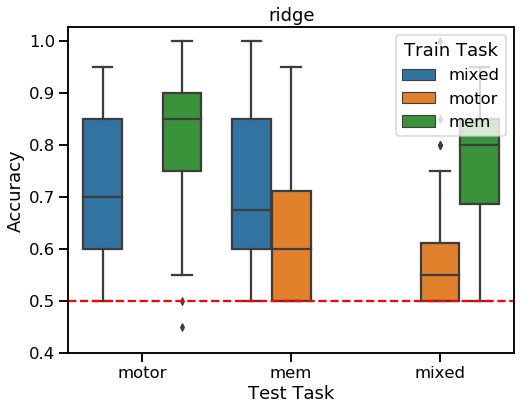 ridge
1.0
0.9
0.8
0.7
0.6
0.5
0.4
Accuracy
Train Task
mixed
motor
mem
motor mem mixed
Test Task